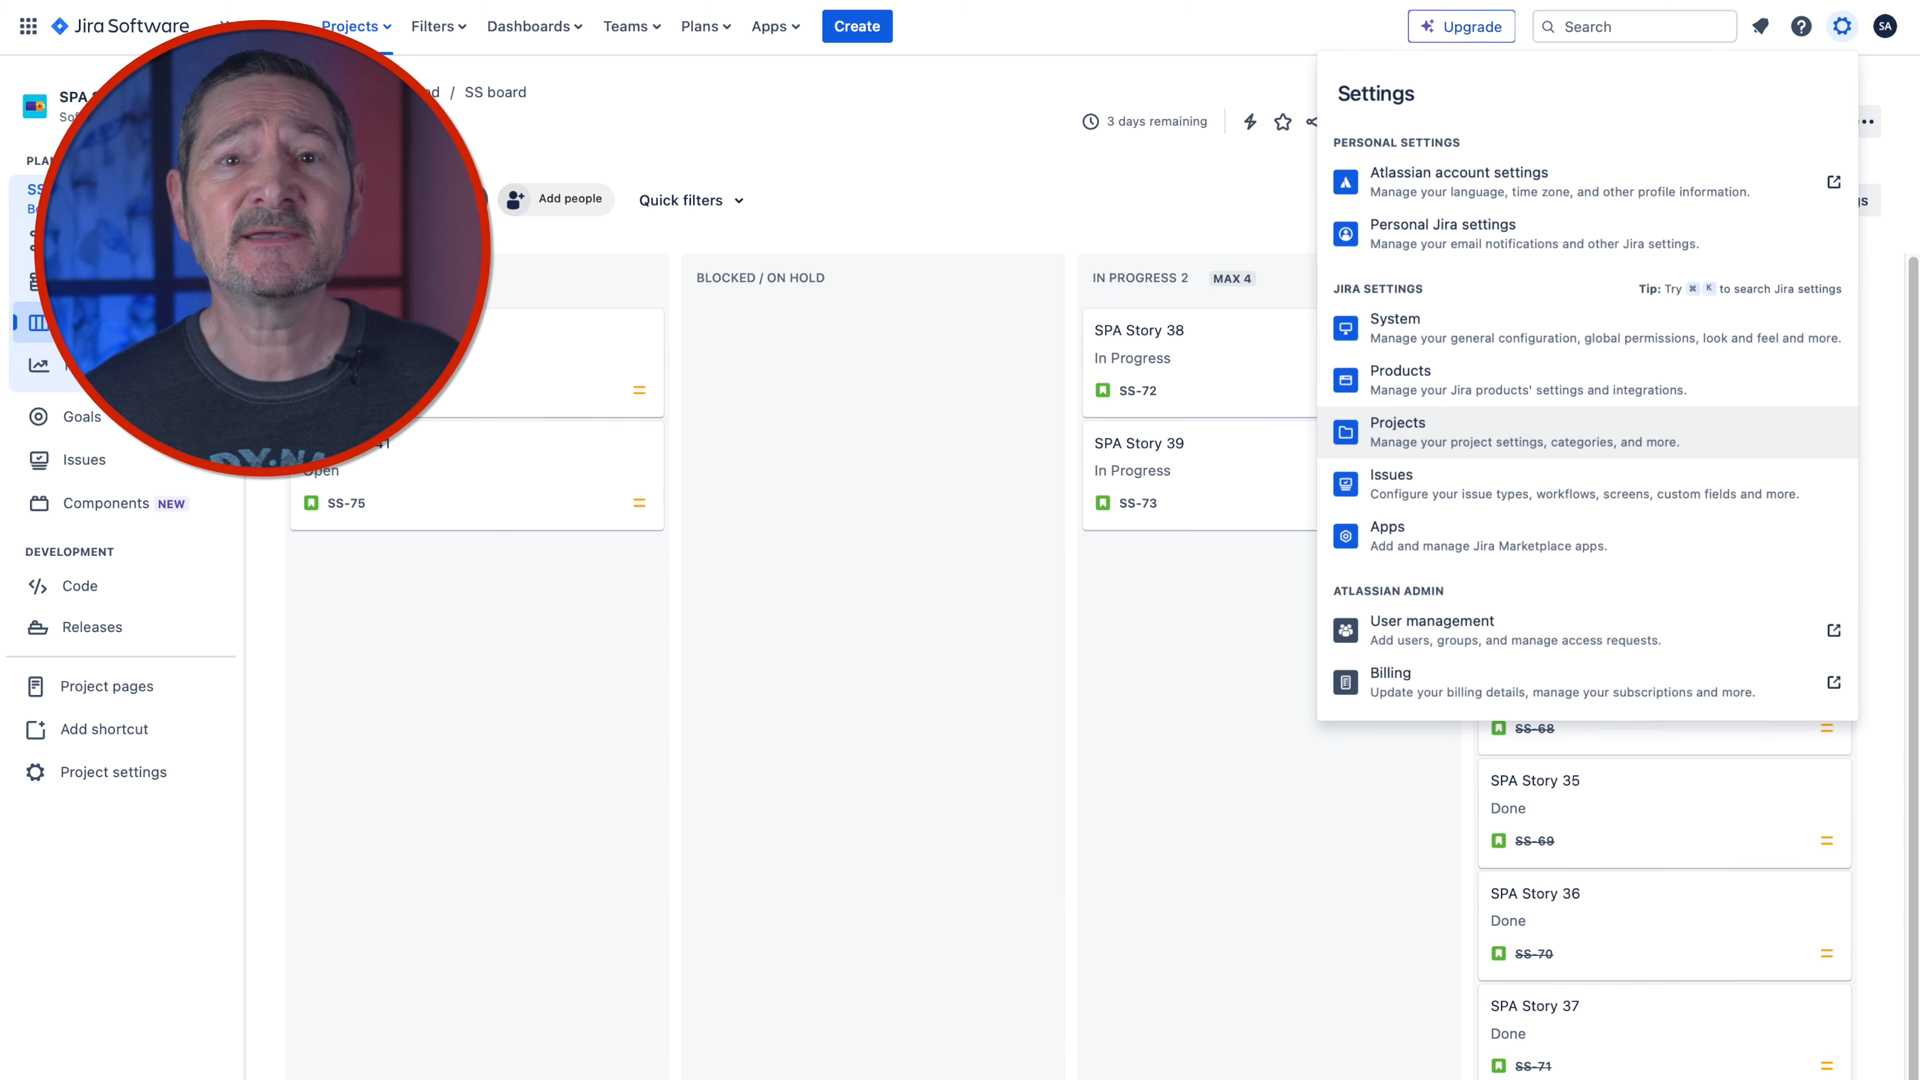 Jira Software
Projects
Filters
Dashboards
Teams
Plans
Apps
Create
Upgrade
Search
SA
SPA
/ SS board
3 days remaining
Add people
Quick filters
Goals
Issues
Components NEW
DEVELOPMENT
Code
Releases
Project pages
Add shortcut
Project settings
Open
SS-75
BLOCKED / ON HOLD
IN PROGRESS 2 MAX 4
SPA Story 38
In Progress
SS-72
SPA Story 39
In Progress
SS-73
Settings
PERSONAL SETTINGS
Atlassian account settings
Manage your language, time zone, and other profile information.
Personal Jira settings
Manage your email notifications and other Jira settings.
JIRA SETTINGS
Tip: Try ⌘ K to search Jira settings
System
Manage your general configuration, global permissions, look and feel and more.
Products
Manage your Jira products' settings and integrations.
Projects
Manage your project settings, categories, and more.
Issues
Configure your issue types, workflows, screens, custom fields and more.
Apps
Add and manage Jira Marketplace apps.
ATLASSIAN ADMIN
User management
Add users, groups, and manage access requests.
Billing
Update your billing details, manage your subscriptions and more.
SS-68
SPA Story 35
Done
SS-69
SPA Story 36
Done
SS-70
SPA Story 37
Done
SS-71